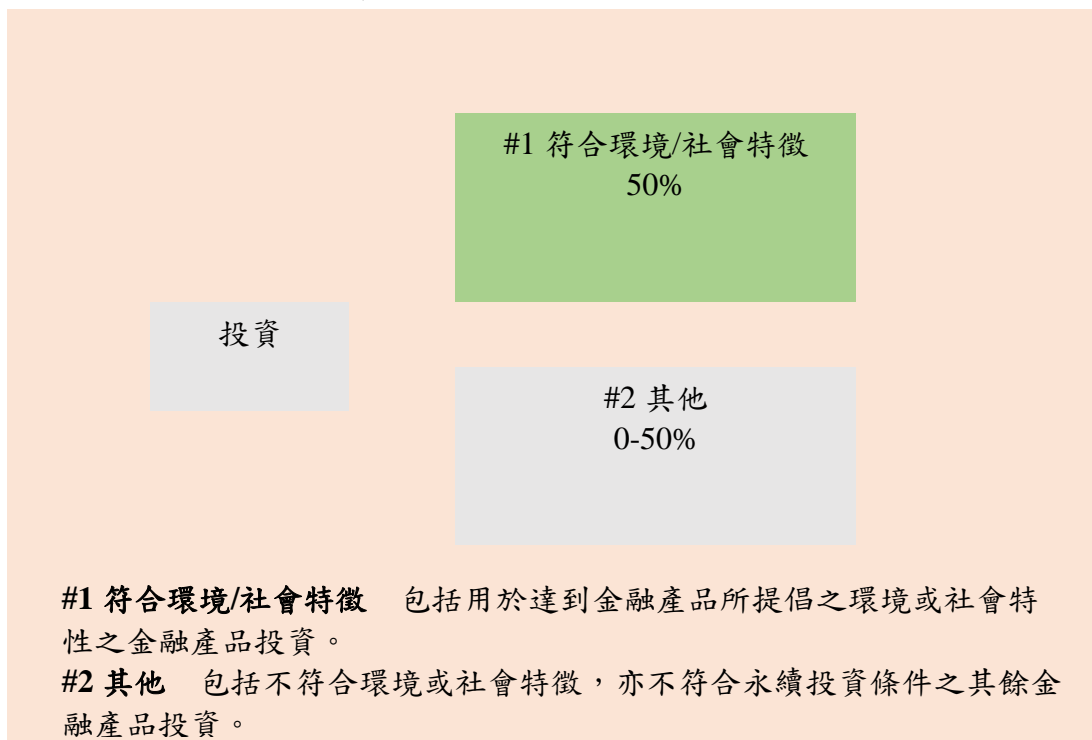 #1 符合環境/社會特徵
50%
投資
#2 其他
0-50%
#1 符合環境/社會特徵 包括用於達到金融產品所提倡之環境或社會特
性之金融產品投資。
#2 其他 包括不符合環境或社會特徵，亦不符合永續投資條件之其餘金
融產品投資。